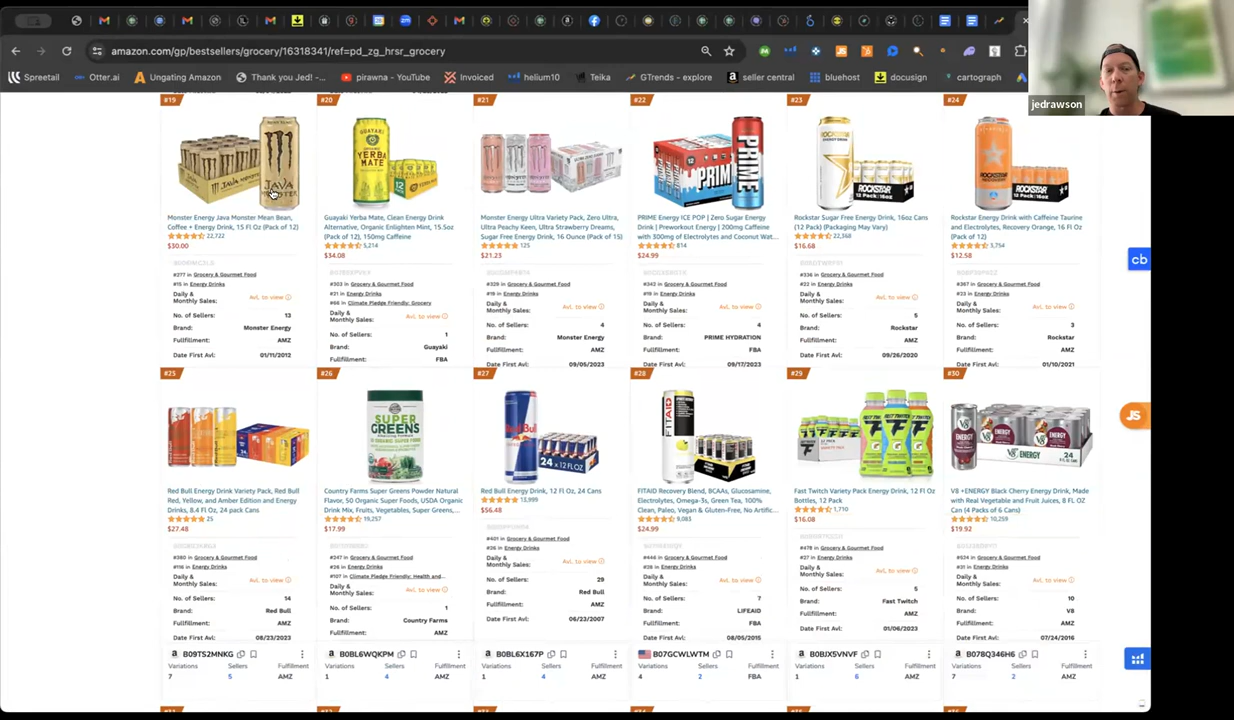 amazon.com/gp/bestsellers/grocery/16318341/ref=pd_zg_hrsr_grocery
Spreetail
Otter.ai
Ungating Amazon
Thank you Jed! -...
pirawna - YouTube
Invoiced
helium10
Teika
GTrends - explore
seller central
bluehost
docusign
cartograph
jedrawson
#19
#20
#21
#22
#23
#24
Monster Energy Java Monster Mean Bean,
Coffee + Energy Drink, 15 Fl Oz (Pack of 12)
22,722
$30.00
#277 in Grocery & Gourmet Food
#15 in Energy Drinks
Daily &
Monthly Sales:
Avl. to view
No. of Sellers:
13
Brand:
Monster Energy
Fullfillment:
AMZ
Date First Avl:
01/11/2012
Guayaki Yerba Mate, Clean Energy Drink
Alternative, Organic Enlighten Mint, 15.5oz
(Pack of 12), 150mg Caffeine
5,214
$34.08
#303 in Grocery & Gourmet Food
#21 in Energy Drinks
#66 in Climate Pledge Friendly: Grocery
Daily &
Monthly Sales:
Avl. to view
No. of Sellers:
1
Brand:
Guayaki
Fullfillment:
FBA
Monster Energy Ultra Variety Pack, Zero Ultra,
Ultra Peachy Keen, Ultra Strawberry Dreams,
Sugar Free Energy Drink, 16 Ounce (Pack of 15)
125
$21.23
#329 in Grocery & Gourmet Food
#19 in Energy Drinks
Daily &
Monthly Sales:
Avl. to view
No. of Sellers:
4
Brand:
Monster Energy
Fullfillment:
AMZ
Date First Avl:
09/05/2023
PRIME Energy ICE POP | Zero Sugar Energy
Drink | Preworkout Energy | 200mg Caffeine
with 300mg of Electrolytes and Coconut Wat...
814
$24.99
#342 in Grocery & Gourmet Food
#19 in Energy Drinks
Daily &
Monthly Sales:
Avl. to view
No. of Sellers:
4
Brand:
PRIME HYDRATION
Fullfillment:
FBA
Date First Avl:
09/17/2023
Rockstar Sugar Free Energy Drink, 16oz Cans
(12 Pack) (Packaging May Vary)
22,368
$16.68
#336 in Grocery & Gourmet Food
#22 in Energy Drinks
Daily &
Monthly Sales:
Avl. to view
No. of Sellers:
5
Brand:
Rockstar
Fullfillment:
AMZ
Date First Avl:
09/26/2020
Rockstar Energy Drink with Caffeine Taurine
and Electrolytes, Recovery Orange, 16 Fl Oz
(Pack of 12)
3,754
$12.58
#367 in Grocery & Gourmet Food
#23 in Energy Drinks
Daily &
Monthly Sales:
Avl. to view
No. of Sellers:
3
Brand:
Rockstar
Fullfillment:
AMZ
Date First Avl:
01/10/2021
cb
JS
#25
#26
#27
#28
#29
#30
Red Bull Energy Drink Variety Pack, Red Bull
Red, Yellow, and Amber Edition and Energy
Drinks, 8.4 Fl Oz, 24 pack Cans
25
$27.48
#380 in Grocery & Gourmet Food
#118 in Energy Drinks
Daily &
Monthly Sales:
Avl. to view
No. of Sellers:
14
Brand:
Red Bull
Fullfillment:
AMZ
Date First Avl:
08/23/2023
Country Farms Super Greens Powder Natural
Flavor, 50 Organic Super Foods, USDA Organic
Drink Mix, Fruits, Vegetables, Super Greens,...
19,257
$17.99
#247 in Grocery & Gourmet Food
#26 in Energy Drinks
#107 in Climate Pledge Friendly: Health and...
Daily &
Monthly Sales:
Avl. to view
No. of Sellers:
1
Brand:
Country Farms
Fullfillment:
AMZ
Red Bull Energy Drink, 12 Fl Oz, 24 Cans
13,999
$56.48
#401 in Grocery & Gourmet Food
#26 in Energy Drinks
Daily &
Monthly Sales:
Avl. to view
No. of Sellers:
29
Brand:
Red Bull
Fullfillment:
AMZ
Date First Avl:
06/23/2007
FITAID Recovery Blend, BCAAs, Glucosamine,
Electrolytes, Omega-3s, Green Tea, 100%
Clean, Paleo, Vegan & Gluten-Free, No Artific...
9,083
$24.99
#446 in Grocery & Gourmet Food
#28 in Energy Drinks
Daily &
Monthly Sales:
Avl. to view
No. of Sellers:
7
Brand:
LIFEAID
Fullfillment:
FBA
Date First Avl:
08/05/2015
Fast Twitch Variety Pack Energy Drink, 12 Fl Oz
Bottles, 12 Pack
1,710
$16.08
#478 in Grocery & Gourmet Food
#27 in Energy Drinks
Daily &
Monthly Sales:
Avl. to view
No. of Sellers:
5
Brand:
Fast Twitch
Fullfillment:
AMZ
Date First Avl:
01/06/2023
V8 +ENERGY Black Cherry Energy Drink, Made
with Real Vegetable and Fruit Juices, 8 FL OZ
Can (4 Packs of 6 Cans)
10,259
$19.92
#524 in Grocery & Gourmet Food
#31 in Energy Drinks
Daily &
Monthly Sales:
Avl. to view
No. of Sellers:
10
Brand:
V8
Fullfillment:
AMZ
Date First Avl:
07/24/2016
B09TS2MNKG
Variations
Sellers
Fulfillment
7
5
AMZ
B0BL6WQKPM
Variations
Sellers
Fulfillment
1
4
AMZ
B0BL6X167P
Variations
Sellers
Fulfillment
1
4
AMZ
B07GCWLWTM
Variations
Sellers
Fulfillment
4
2
FBA
B0BJX5VNVF
Variations
Sellers
Fulfillment
1
6
AMZ
B078Q346H6
Variations
Sellers
Fulfillment
7
2
AMZ